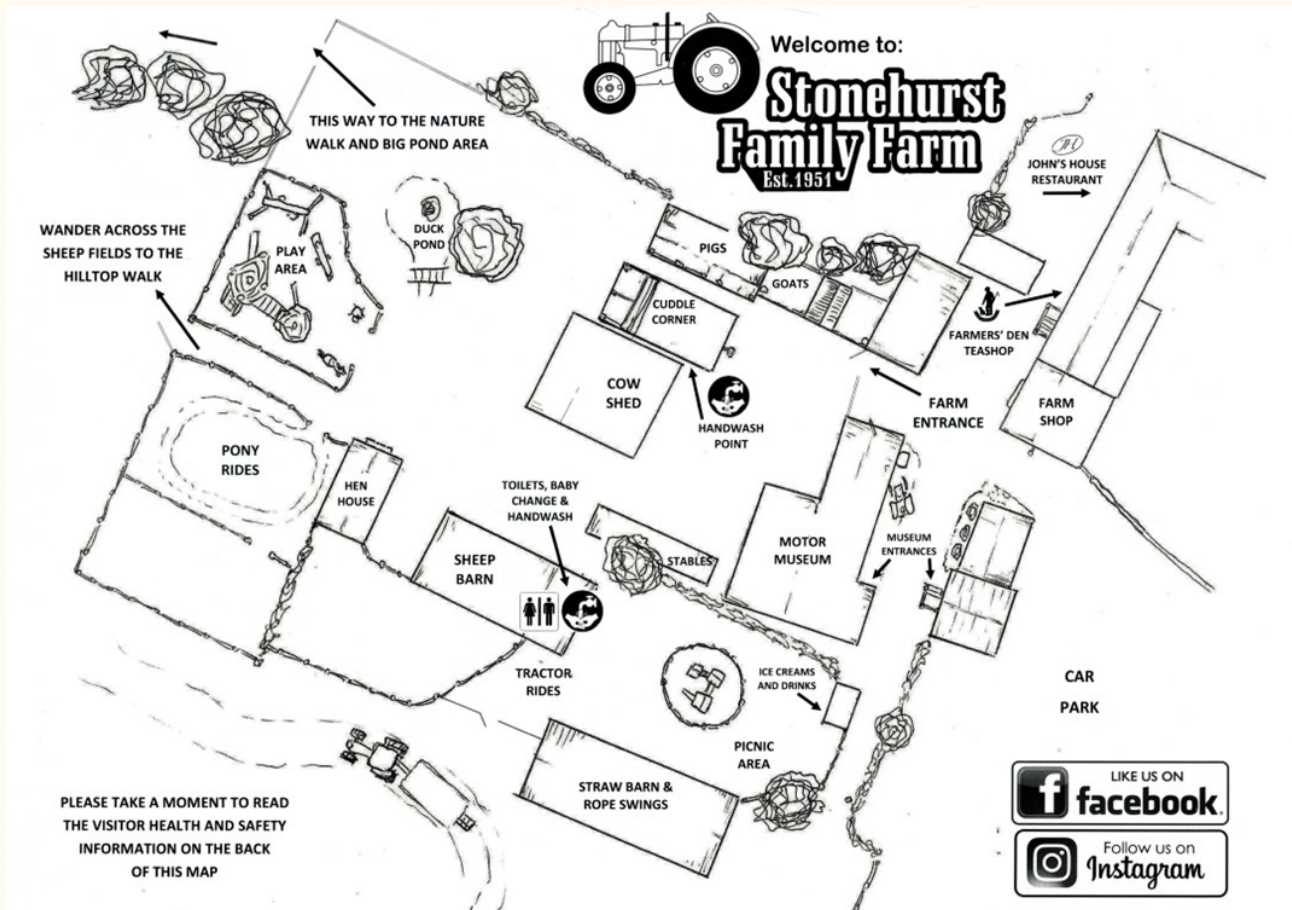 Welcome to:
Stonehurst
Family Farm
Est.1951
THIS WAY TO THE NATURE
WALK AND BIG POND AREA
JOHN'S HOUSE
RESTAURANT
WANDER ACROSS THE
SHEEP FIELDS TO THE
HILLTOP WALK
PLAY
AREA
DUCK
POND
PIGS
GOATS
CUDDLE
CORNER
FARMERS' DEN
TEASHOP
COW
SHED
HANDWASH
POINT
FARM
ENTRANCE
FARM
SHOP
PONY
RIDES
HEN
HOUSE
TOILETS, BABY
CHANGE &
HANDWASH
SHEEP
BARN
STABLES
MOTOR
MUSEUM
MUSEUM
ENTRANCES
TRACTOR
RIDES
ICE CREAMS
AND DRINKS
CAR
PARK
PICNIC
AREA
STRAW BARN &
ROPE SWINGS
PLEASE TAKE A MOMENT TO READ
THE VISITOR HEALTH AND SAFETY
INFORMATION ON THE BACK
OF THIS MAP
LIKE US ON
facebook.
Follow us on
Instagram